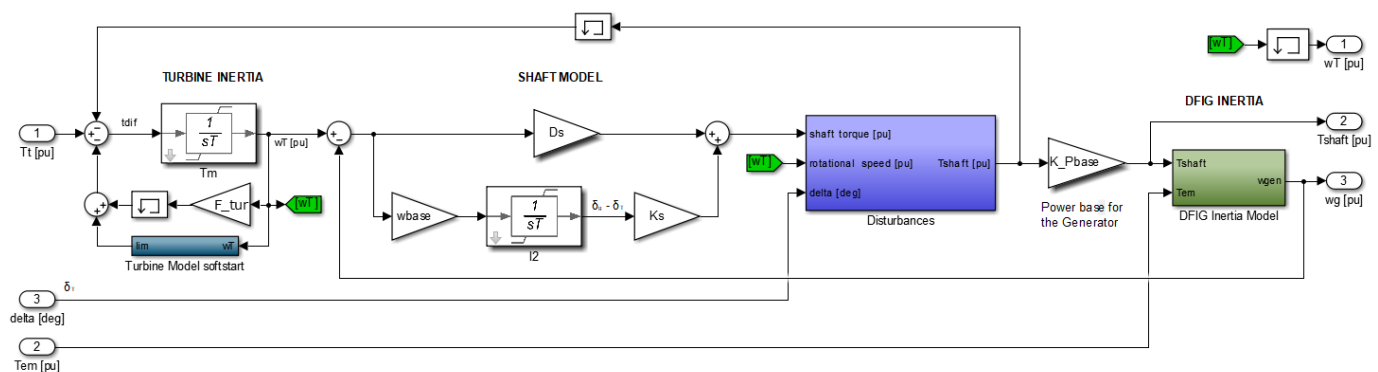 [wT]
1
wT [pu]
TURBINE INERTIA
SHAFT MODEL
DFIG INERTIA
1
Tt [pu]
tdif
1
sT
Tm
wT [pu]
Ds
shaft torque [pu]
rotational speed [pu]
delta [deg]
Tshaft [pu]
Disturbances
[wT]
K_Pbase
Power base for
the Generator
Tshaft
Tem
wgen
DFIG Inertia Model
2
Tshaft [pu]
3
wg [pu]
F_tur
[wT]
lim
wT
Turbine Model softstart
wbase
1
sT
I2
Ks
3
delta [deg]
2
Tem [pu]